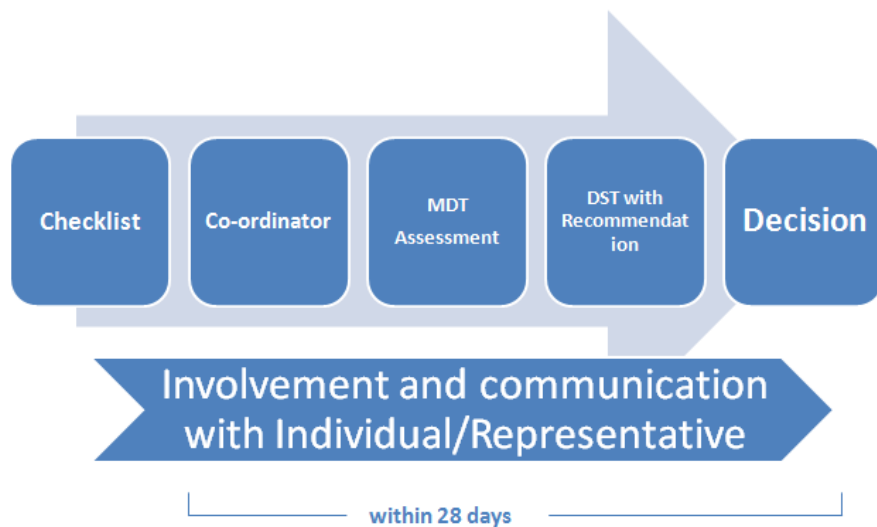 Checklist
Co-ordinator
MDT
Assessment
DST with
Recommendat
ion
Decision
Involvement and communication
with Individual/Representative
within 28 days